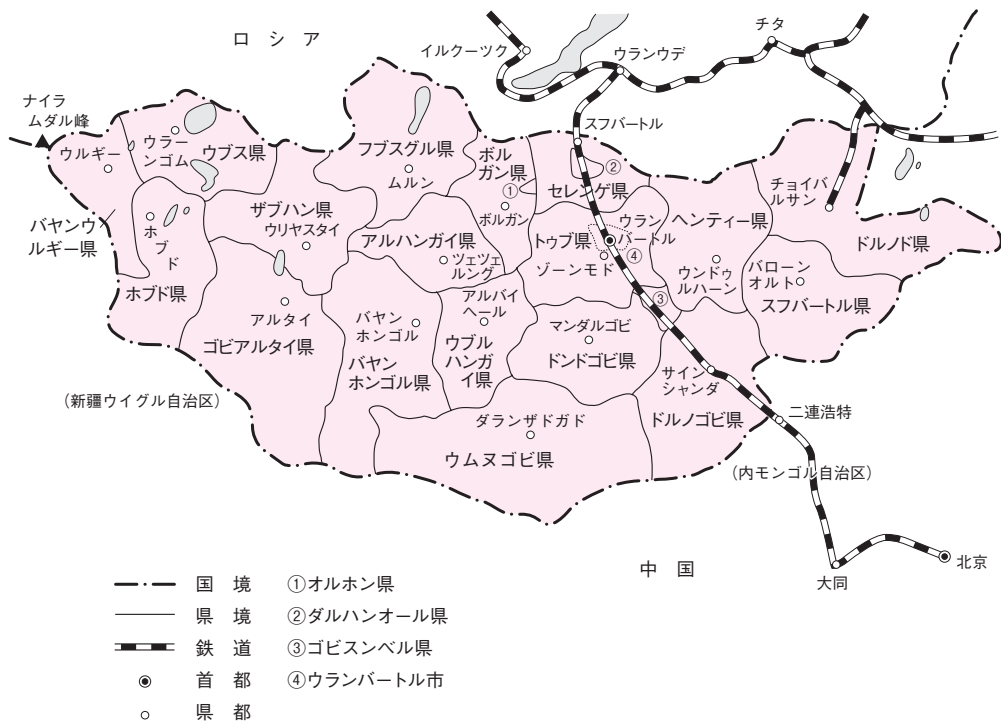 ロシア
イルクーツク
ウランウデ
チタ
ナイラ
ムダル峰
スフバートル
ウルギー
ウラー
ンゴム
ウブス県
フブスグル県
ムルン
ボル
ガン県
①
ボルガン
②
セレンゲ県
チョイバ
ルサン
バヤンウ
ルギー県
ホブド
ホブド県
ザブハン県
ウリヤスタイ
アルハンガイ県
ツェツェ
ルレグ
トゥブ県
ウラン
バートル
④
ゾーンモド
ヘンティー県
ウンドゥ
ルハーン
ドルノド県
バローン
オルト
スフバートル県
アルタイ
ゴビアルタイ県
バヤン
ホンゴル
バヤン
ホンゴル県
アルバイ
ヘール
ウブル
ハンガ
イ県
マンダルゴビ
ドンドゴビ県
③
サイン
シャンダ
ドルノゴビ県
(新疆ウイグル自治区)
ダランザドガド
ウムヌゴビ県
二連浩特
(内モンゴル自治区)
中国
大同
北京
国境
県境
鉄道
首都
県都
①オルホン県
②ダルハンオール県
③ゴビスンベル県
④ウランバートル市